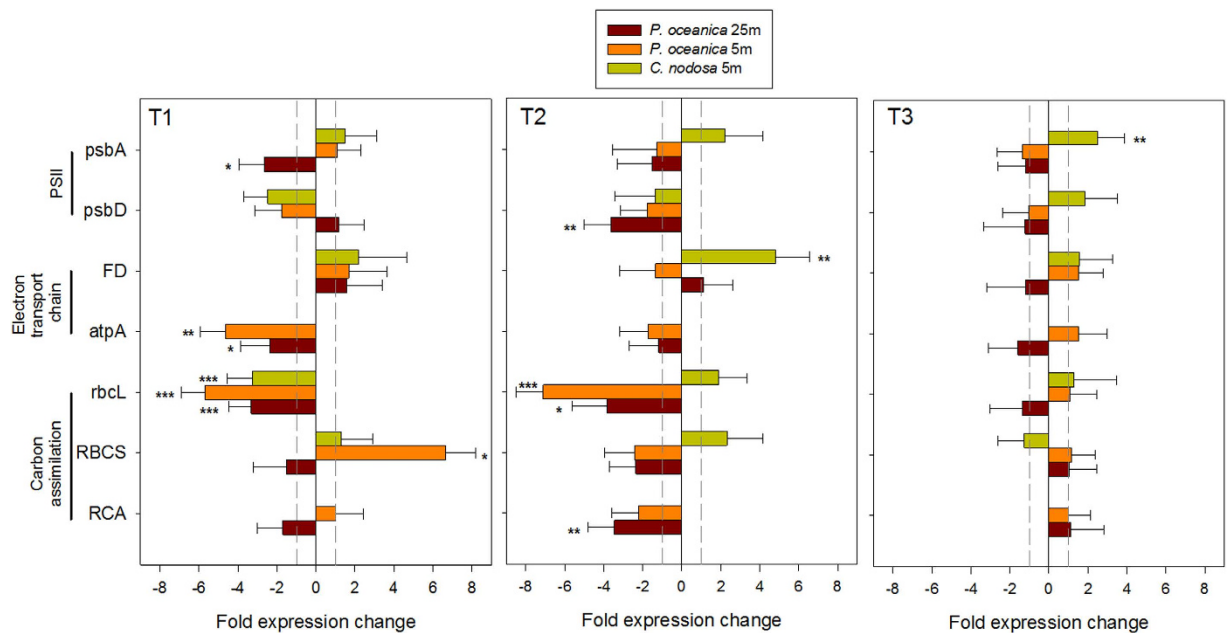 P. oceanica 25m
P. oceanica 5m
C. nodosa 5m
T1
T2
T3
PSII
Electron
transport
chain
Carbon
assimilation
psbA
psbD
FD
atpA
rbcL
RBCS
RCA
*
**
*
***
***
***
*
**
**
***
*
**
**
-8 -6 -4 -2 0 2 4 6 8
-8 -6 -4 -2 0 2 4 6 8
-8 -6 -4 -2 0 2 4 6 8
Fold expression change
Fold expression change
Fold expression change